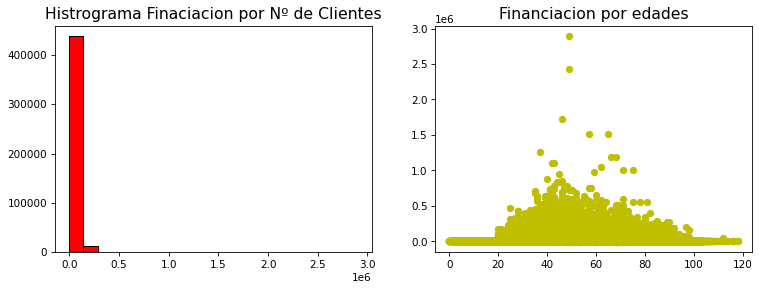 Histrograma Finaciacion por Nº de Clientes
400000
300000
200000
100000
0
0.0 0.5 1.0 1.5 2.0 2.5 3.0
1e6
Financiacion por edades
1e6
3.0
2.5
2.0
1.5
1.0
0.5
0.0
0 20 40 60 80 100 120